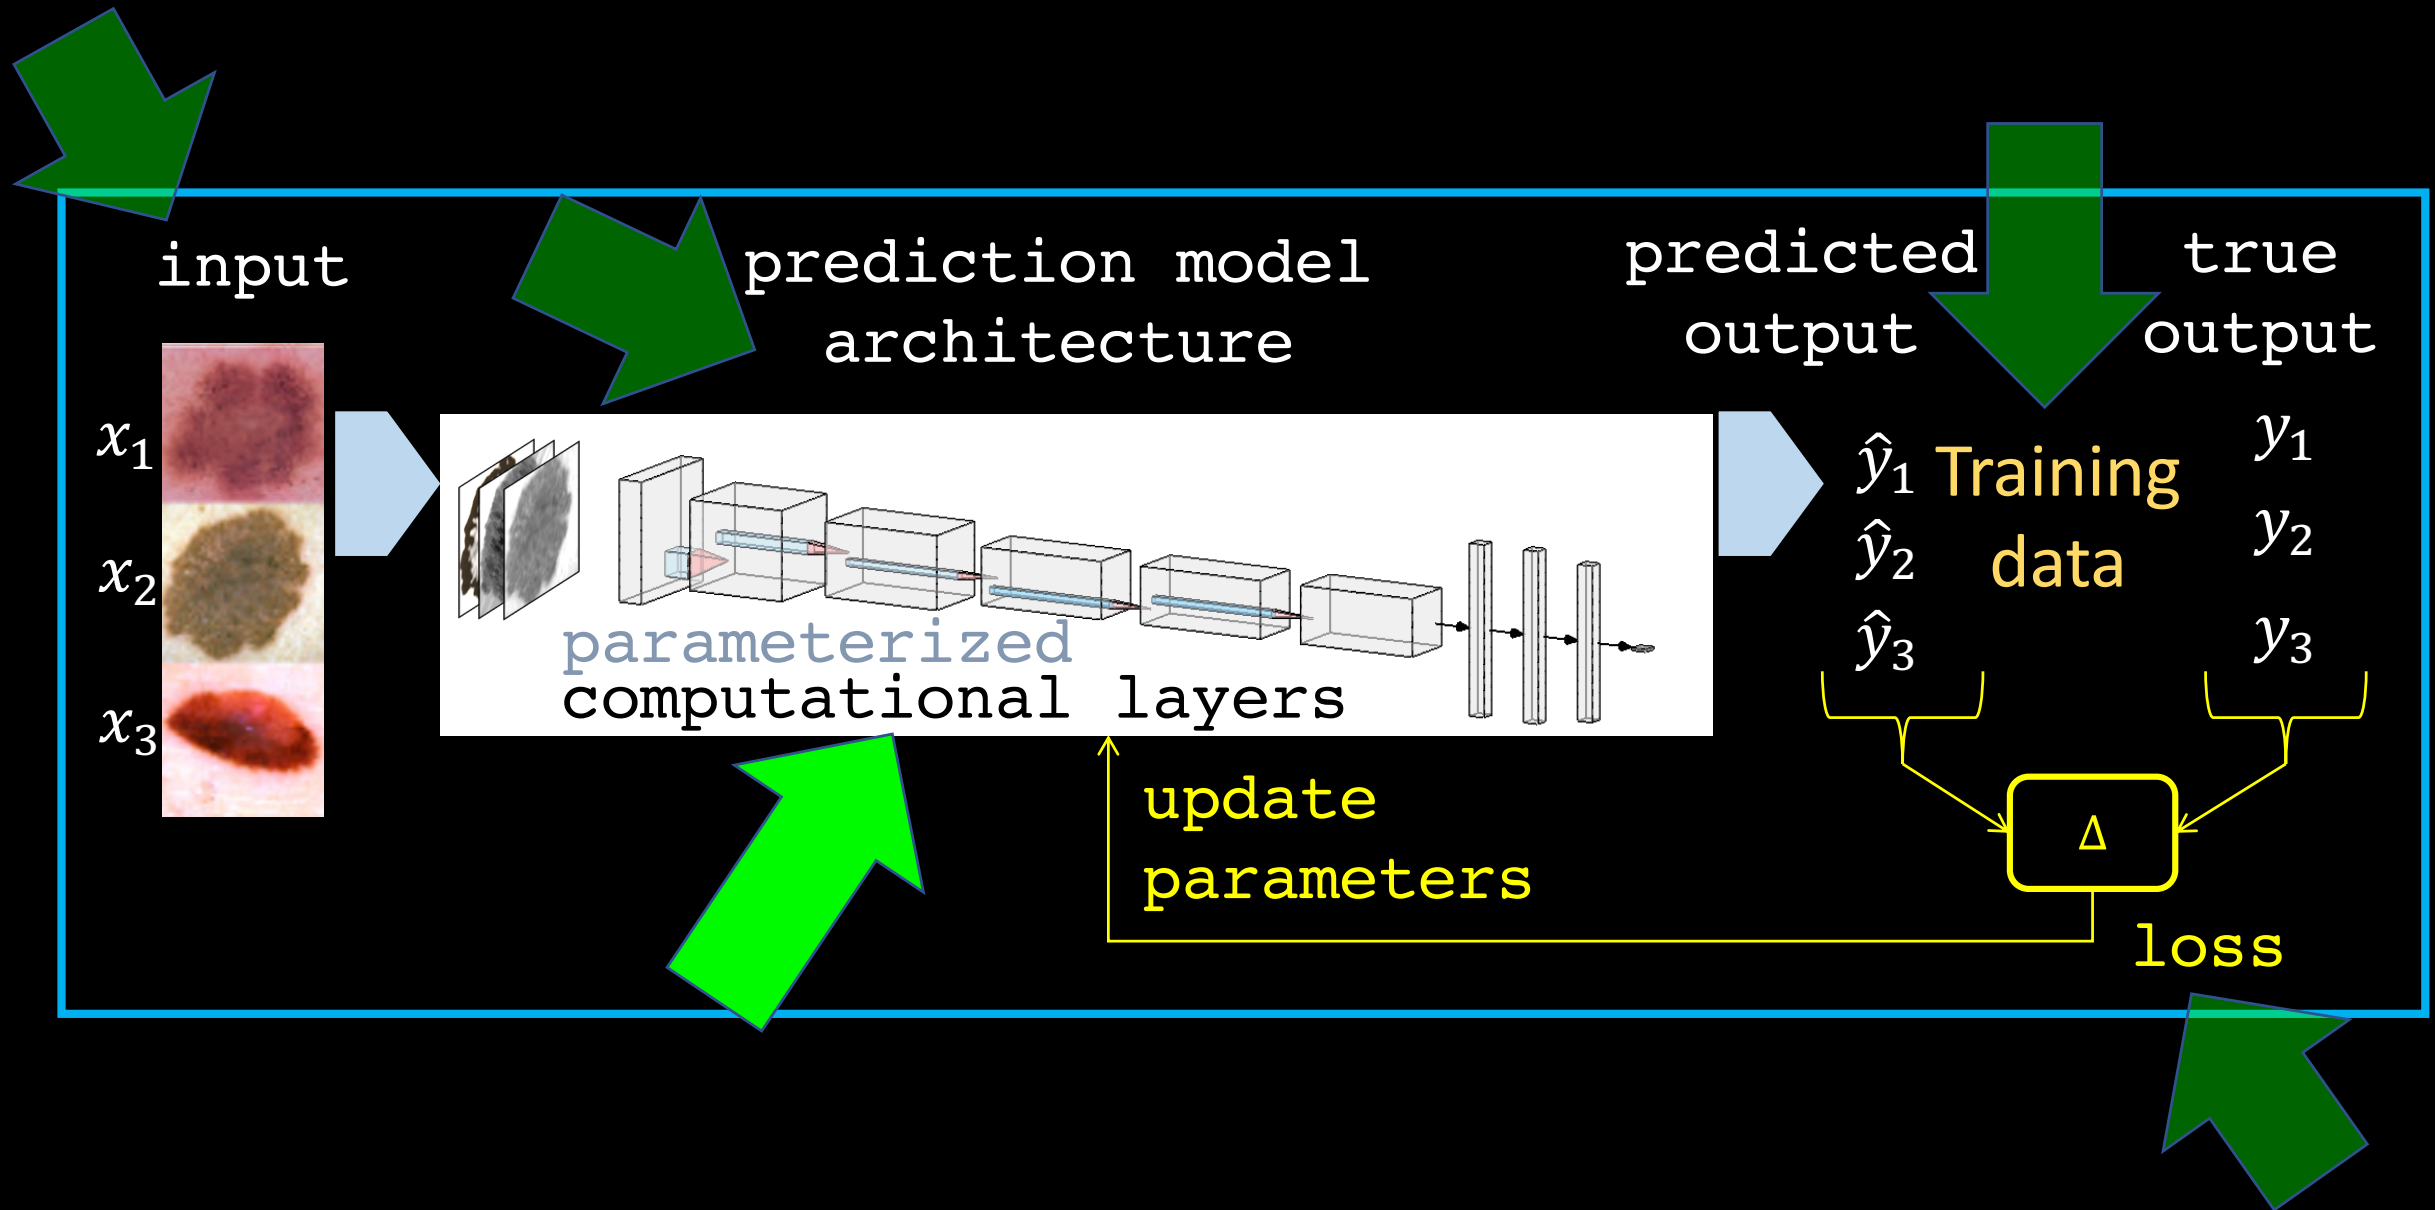 input
prediction model
architecture
predicted
output
true
output
x₁
x₂
x₃
parameterized
computational layers
ŷ₁
ŷ₂
ŷ₃
Training
data
y₁
y₂
y₃
update
parameters
Δ
loss